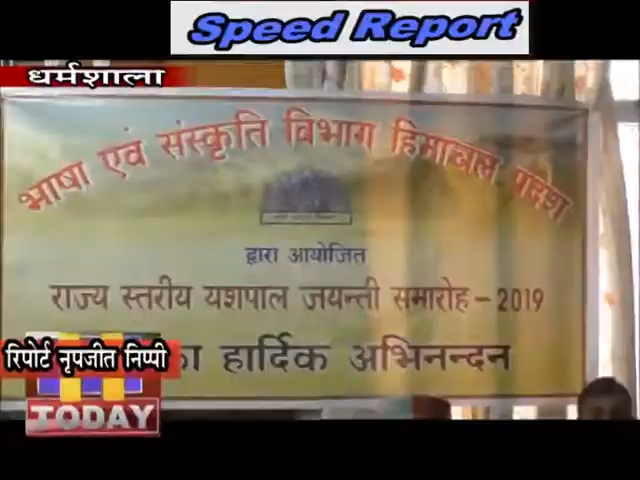 Speed Report
धर्मशाला
भाषा एवं संस्कृति विभाग हिमाचल प्रदेश
द्वारा आयोजित
राज्य स्तरीय यशपाल जयन्ती समारोह - 2019
का हार्दिक अभिनन्दन
रिपोर्ट नृपजीत निप्पी
TODAY